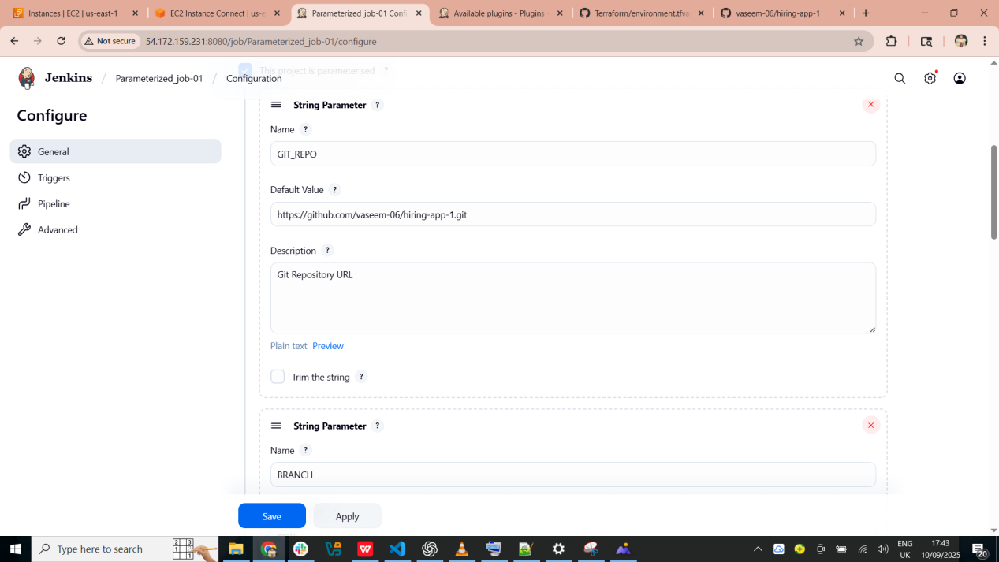 Instances | EC2 | us-east-1
EC2 Instance Connect | us-e
Parameterized_job-01 Confi
Available plugins - Plugins
Terraform/environment.tfva
vaseem-06/hiring-app-1
Not secure
54.172.159.231:8080/job/Parameterized_job-01/configure
This project is parameterised ?
Jenkins / Parameterized_job-01 / Configuration
Configure
General
Triggers
Pipeline
Advanced
String Parameter ?
Name ?
GIT_REPO
Default Value ?
https://github.com/vaseem-06/hiring-app-1.git
Description ?
Git Repository URL
Plain text Preview
Trim the string ?
String Parameter ?
Name ?
BRANCH
Save
Apply
Type here to search
ENG
UK
17:43
10/09/2025
20